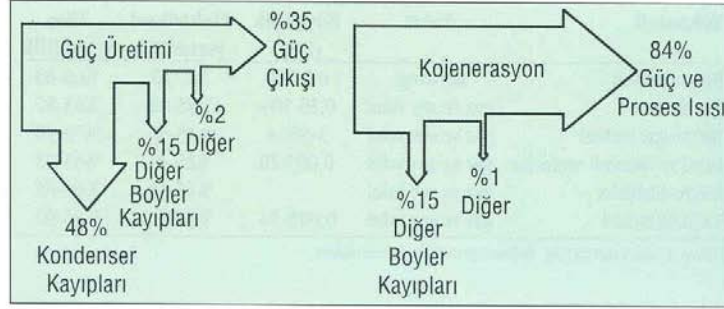 Güç Üretimi
%35
Güç
Çıkışı
%2
Diğer
%15
Diğer
Boyler
Kayıpları
48%
Kondenser
Kayıpları
Kojenerasyon
84%
Güç ve
Proses Isısı
%1
Diğer
%15
Diğer
Boyler
Kayıpları